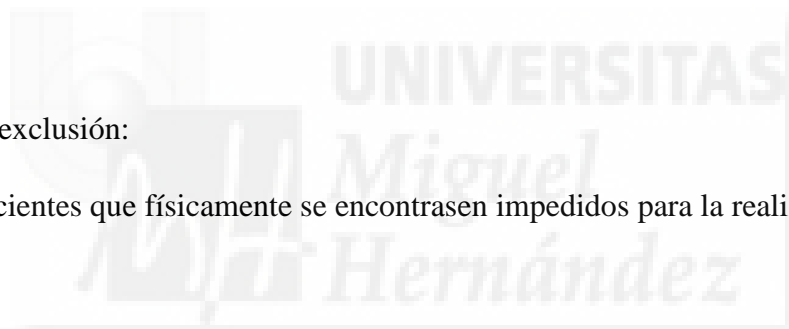 UNIVERSITAS
exclusión:
Miguel
cientes que físicamente se encontrasen impedidos para la reali
Hernández